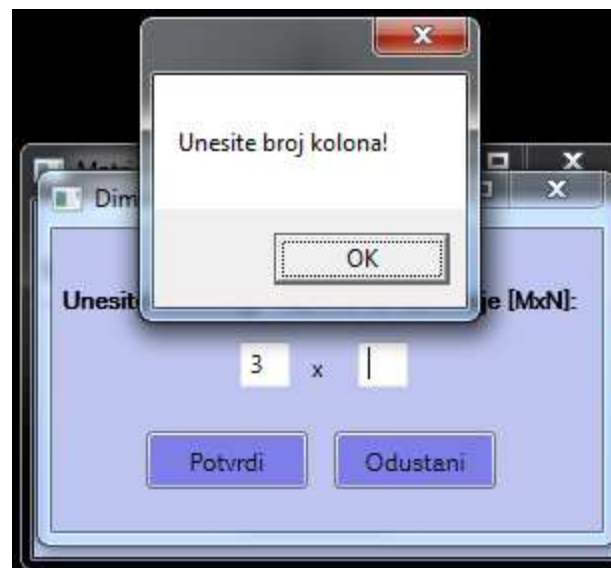 Unesite broj kolona!
OK
Dim
Unesit je [MxN]:
3 x
Potvrdi Odustani